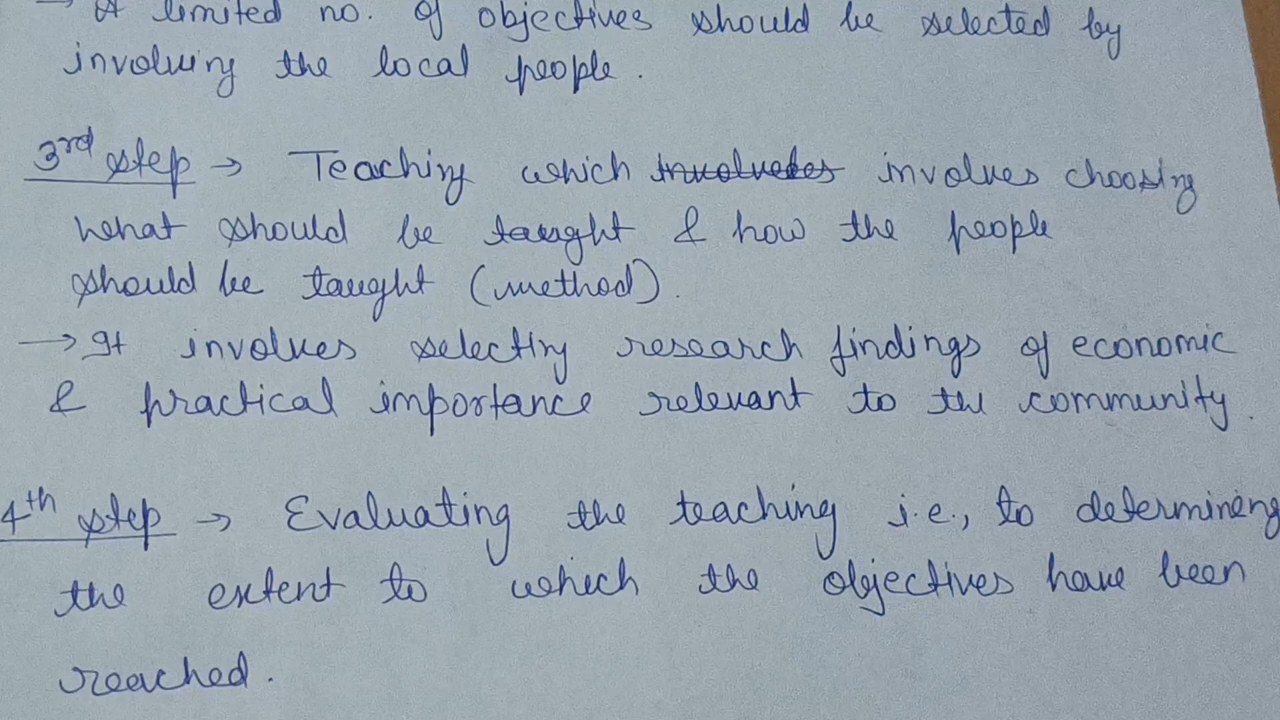 → A limited no. of objectives should be selected by
involving the local people.
3rd step → Teaching which involves choosing
what should be taught & how the people
should be taught (method).
→ It involves selecting research findings of economic
& practical importance relevant to the community.
4th step → Evaluating the teaching i.e., to determining
the extent to which the objectives have been
reached.